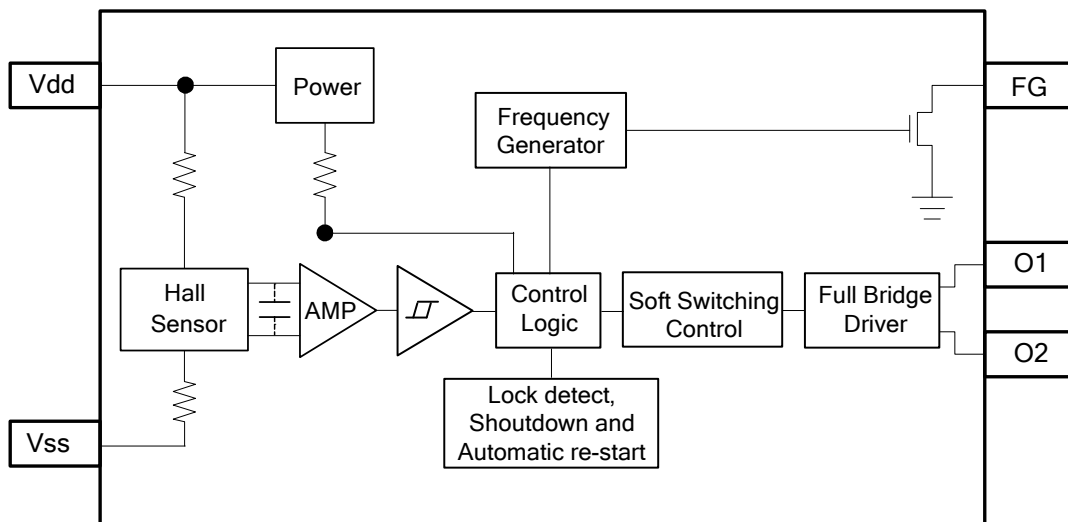 Vdd
Power
FG
Frequency
Generator
Hall
Sensor
AMP
Control
Logic
Soft Switching
Control
Full Bridge
Driver
O1
O2
Lock detect,
Shoutdown and
Automatic re-start
Vss